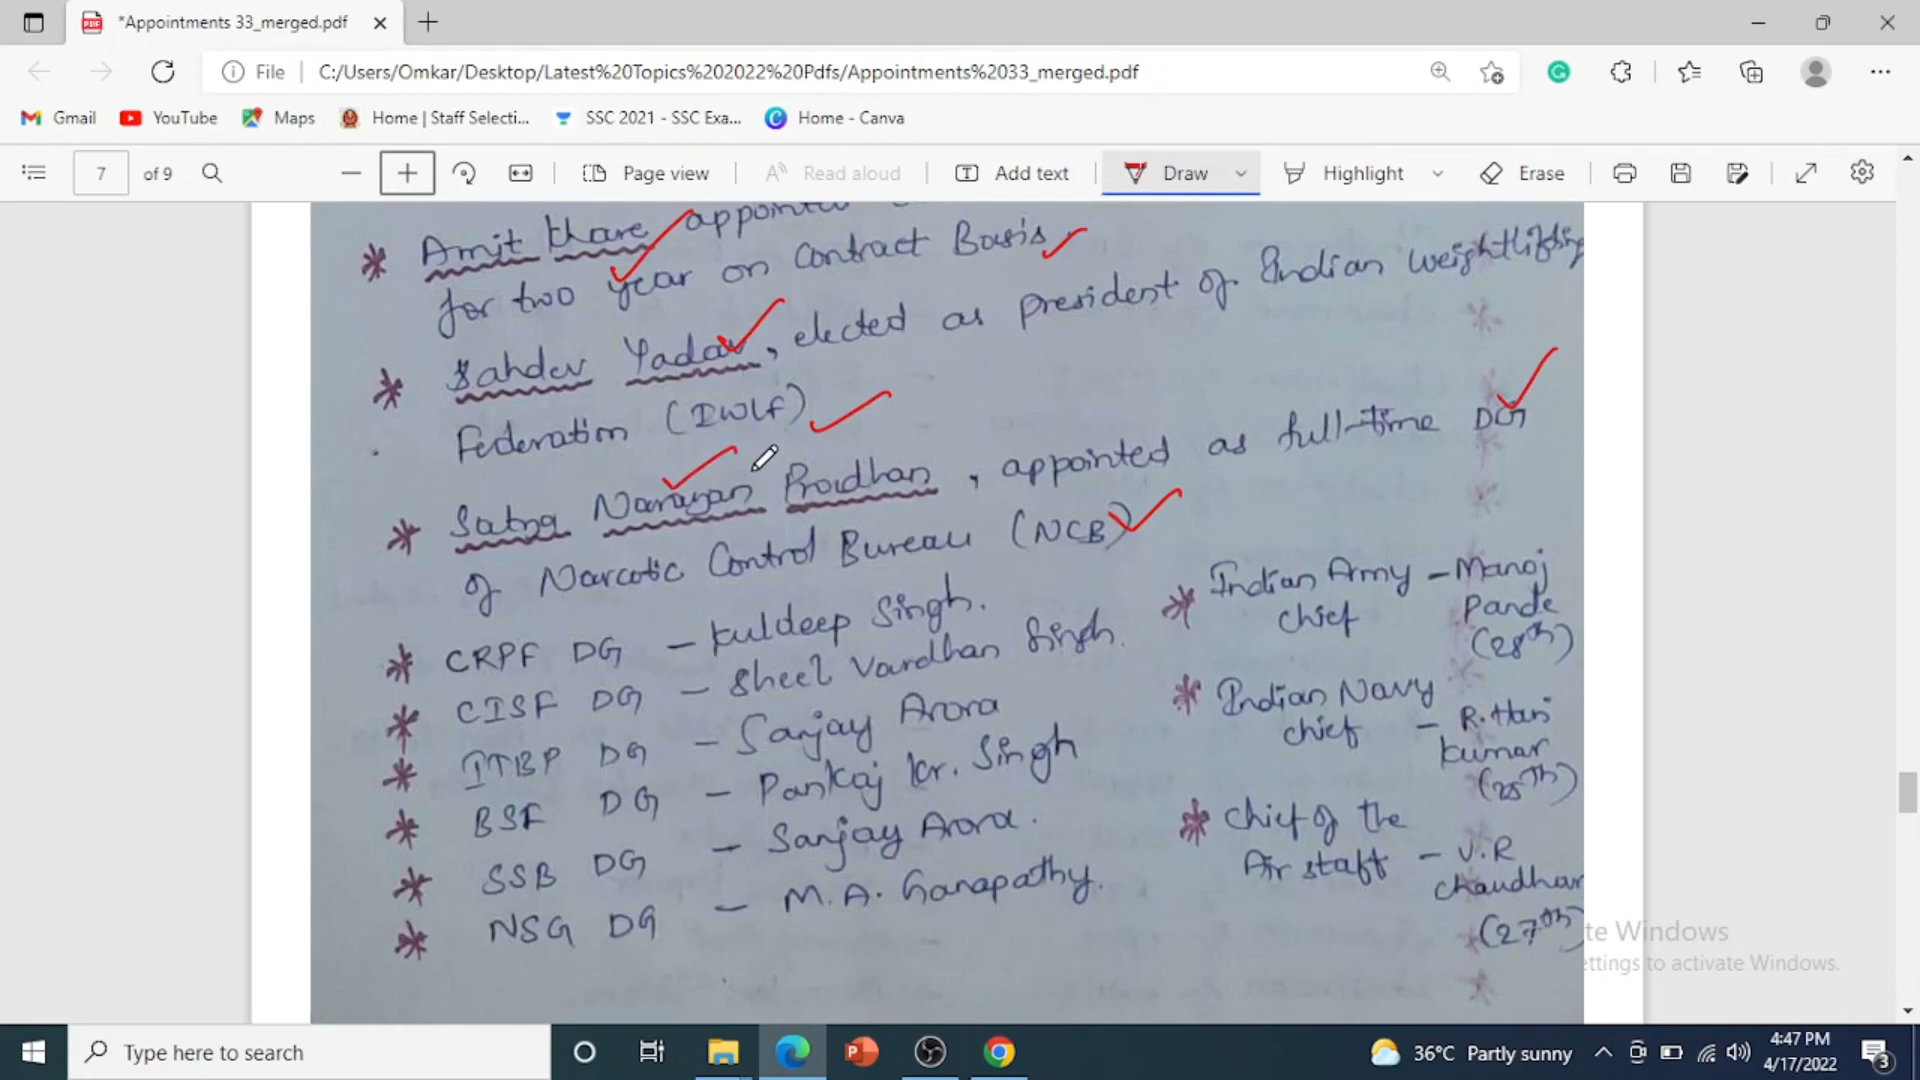 *Appointments 33_merged.pdf
File
C:/Users/Omkar/Desktop/Latest%20Topics%202022%20Pdfs/Appointments%2033_merged.pdf
Gmail
YouTube
Maps
Home | Staff Selecti...
SSC 2021 - SSC Exa...
Home - Canva
7 of 9
Page view
Read aloud
Add text
Draw
Highlight
Erase
* Amit Khare appointed
for two year on contract Basis.
* Sahdev Yadav, elected as president of Indian Weightlifting
Federation (IWLF)
* Satya Narayan Pradhan, appointed as full-time DG
of Narcotic Control Bureau (NCB)
* CRPF DG – Kuldeep Singh.
* CISF DG – Sheel Vardhan Singh.
* ITBP DG – Sanjay Arora
* BSF DG – Pankaj Kr. Singh
* SSB DG – Sanjay Arora.
* NSG DG – M.A. Ganapathy.
* Indian Army – Manoj
chief Pande
(28th)
* Indian Navy
chief – R. Hari
Kumar
(25th)
* Chief of the
Air staff – V.R
Chaudhar
(27th)
te Windows
ettings to activate Windows.
Type here to search
36°C Partly sunny
4:47 PM
4/17/2022
3